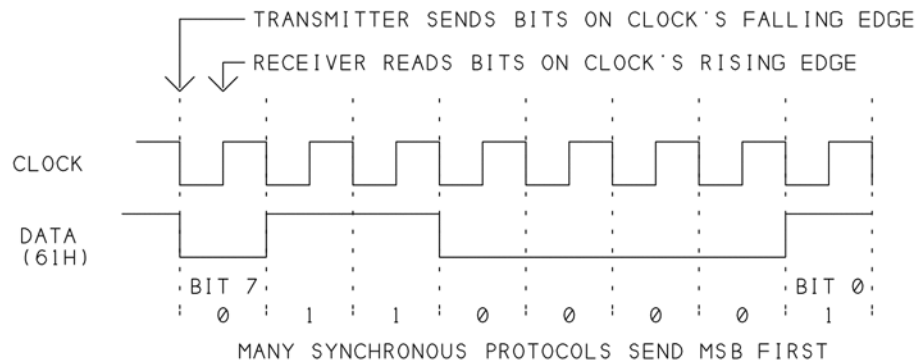 TRANSMITTER SENDS BITS ON CLOCK'S FALLING EDGE
RECEIVER READS BITS ON CLOCK'S RISING EDGE
CLOCK
DATA
(61H)
BIT 7 BIT 0
0 1 1 0 0 0 0 1
MANY SYNCHRONOUS PROTOCOLS SEND MSB FIRST